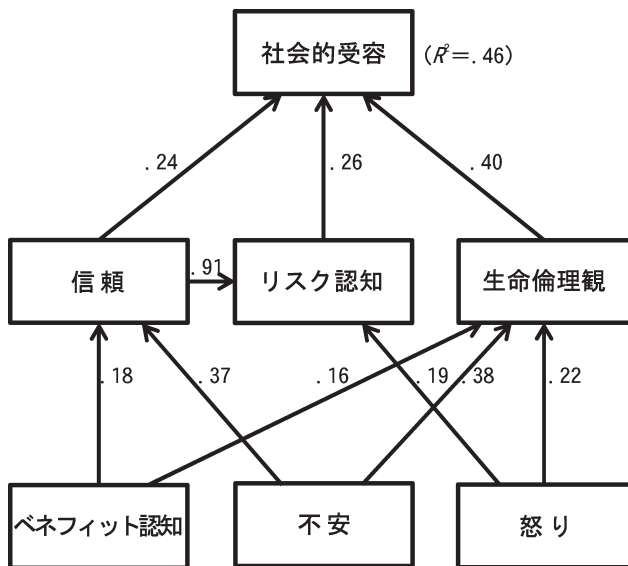 社会的受容 (R²=.46)
.24 .26 .40
信頼 .91 リスク認知 生命倫理観
.18 .37 .16 .19 .38 .22
ベネフィット認知 不安 怒り